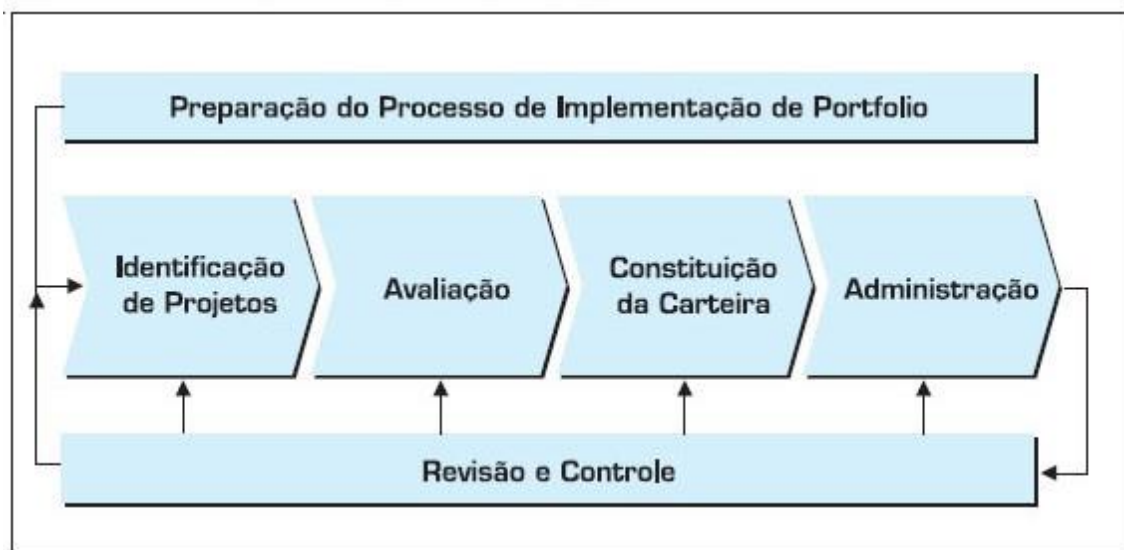 Preparação do Processo de Implementação de Portfolio
Identificação
de Projetos
Avaliação
Constituição
da Carteira
Administração
Revisão e Controle